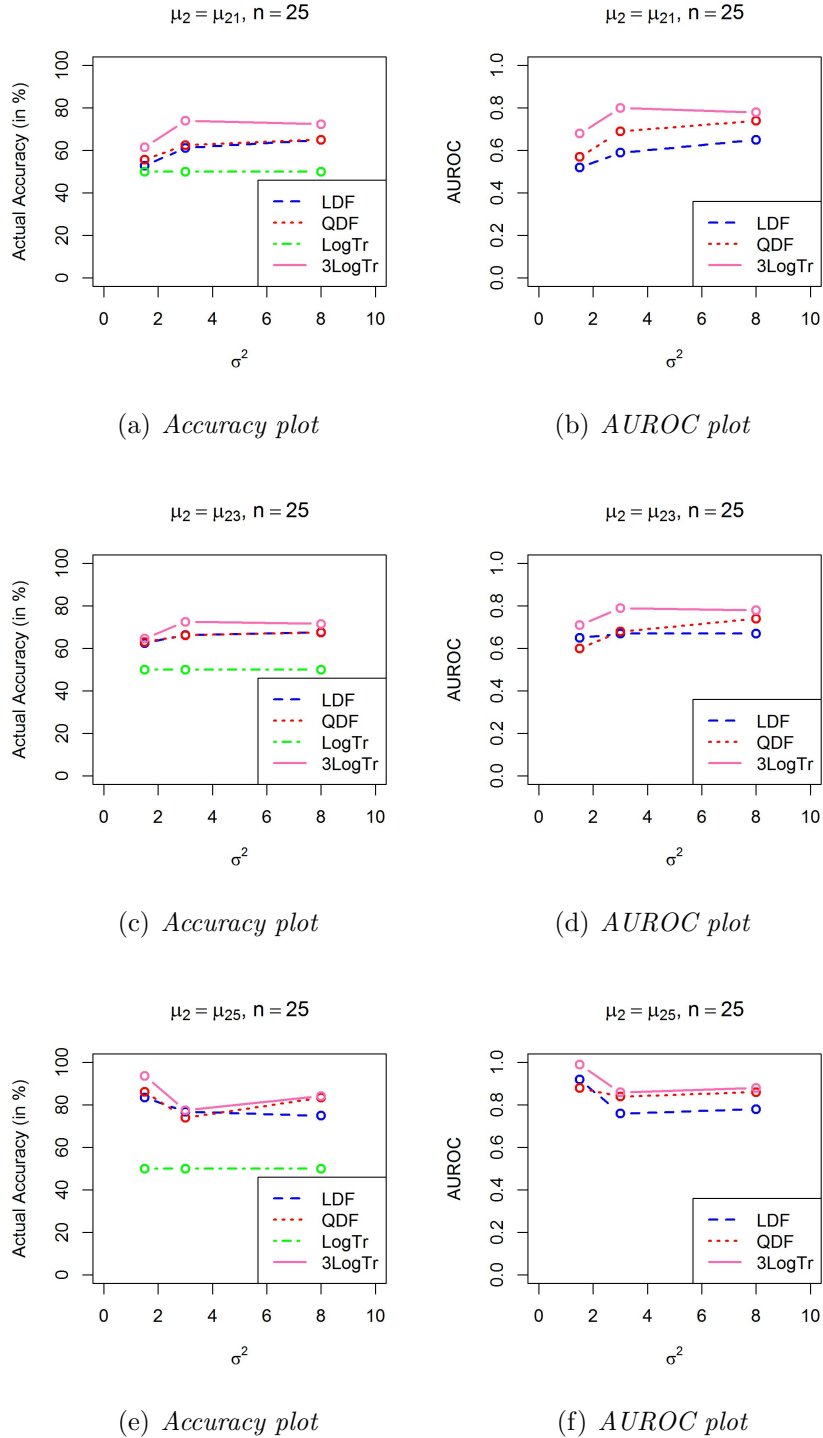 μ₂ = μ₂₁, n = 25
Actual Accuracy (in %)
0 20 40 60 80 100
0 2 4 6 8 10
σ²
LDF
QDF
LogTr
3LogTr
(a) Accuracy plot
μ₂ = μ₂₁, n = 25
AUROC
0.0 0.2 0.4 0.6 0.8 1.0
0 2 4 6 8 10
σ²
LDF
QDF
3LogTr
(b) AUROC plot
μ₂ = μ₂₃, n = 25
Actual Accuracy (in %)
0 20 40 60 80 100
0 2 4 6 8 10
σ²
LDF
QDF
LogTr
3LogTr
(c) Accuracy plot
μ₂ = μ₂₃, n = 25
AUROC
0.0 0.2 0.4 0.6 0.8 1.0
0 2 4 6 8 10
σ²
LDF
QDF
3LogTr
(d) AUROC plot
μ₂ = μ₂₅, n = 25
Actual Accuracy (in %)
0 20 40 60 80 100
0 2 4 6 8 10
σ²
LDF
QDF
LogTr
3LogTr
(e) Accuracy plot
μ₂ = μ₂₅, n = 25
AUROC
0.0 0.2 0.4 0.6 0.8 1.0
0 2 4 6 8 10
σ²
LDF
QDF
3LogTr
(f) AUROC plot